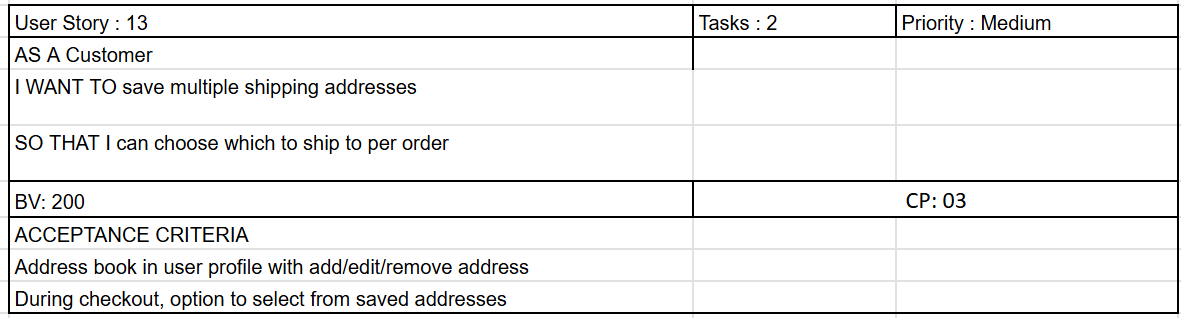 User Story : 13 Tasks : 2 Priority : Medium
AS A Customer
I WANT TO save multiple shipping addresses
SO THAT I can choose which to ship to per order
BV: 200 CP: 03
ACCEPTANCE CRITERIA
Address book in user profile with add/edit/remove address
During checkout, option to select from saved addresses